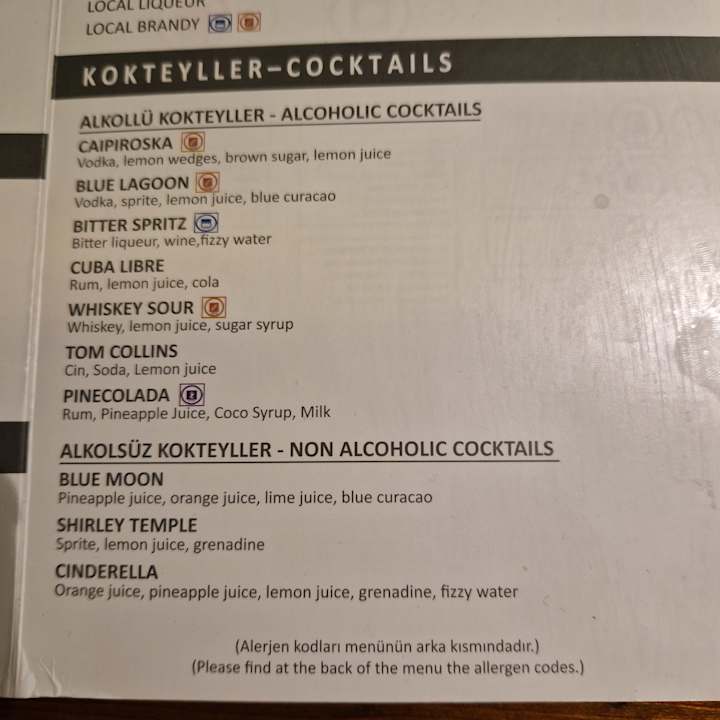 LOCAL LIQUEUR
LOCAL BRANDY
KOKTEYLLER–COCKTAILS
ALKOLLÜ KOKTEYLLER - ALCOHOLIC COCKTAILS
CAIPIROSKA
Vodka, lemon wedges, brown sugar, lemon juice
BLUE LAGOON
Vodka, sprite, lemon juice, blue curacao
BITTER SPRITZ
Bitter liqueur, wine,fizzy water
CUBA LIBRE
Rum, lemon juice, cola
WHISKEY SOUR
Whiskey, lemon juice, sugar syrup
TOM COLLINS
Cin, Soda, Lemon juice
PINECOLADA
Rum, Pineapple Juice, Coco Syrup, Milk
ALKOLSÜZ KOKTEYLLER - NON ALCOHOLIC COCKTAILS
BLUE MOON
Pineapple juice, orange juice, lime juice, blue curacao
SHIRLEY TEMPLE
Sprite, lemon juice, grenadine
CINDERELLA
Orange juice, pineapple juice, lemon juice, grenadine, fizzy water
(Alerjen kodları menünün arka kısmındadır.)
(Please find at the back of the menu the allergen codes.)